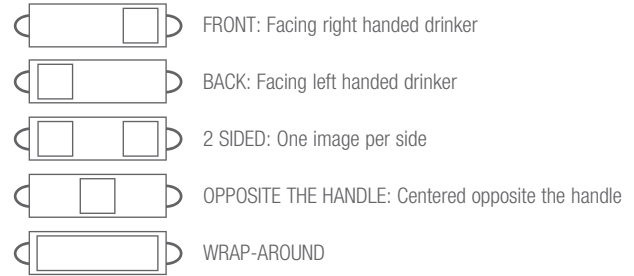 FRONT: Facing right handed drinker
BACK: Facing left handed drinker
2 SIDED: One image per side
OPPOSITE THE HANDLE: Centered opposite the handle
WRAP-AROUND